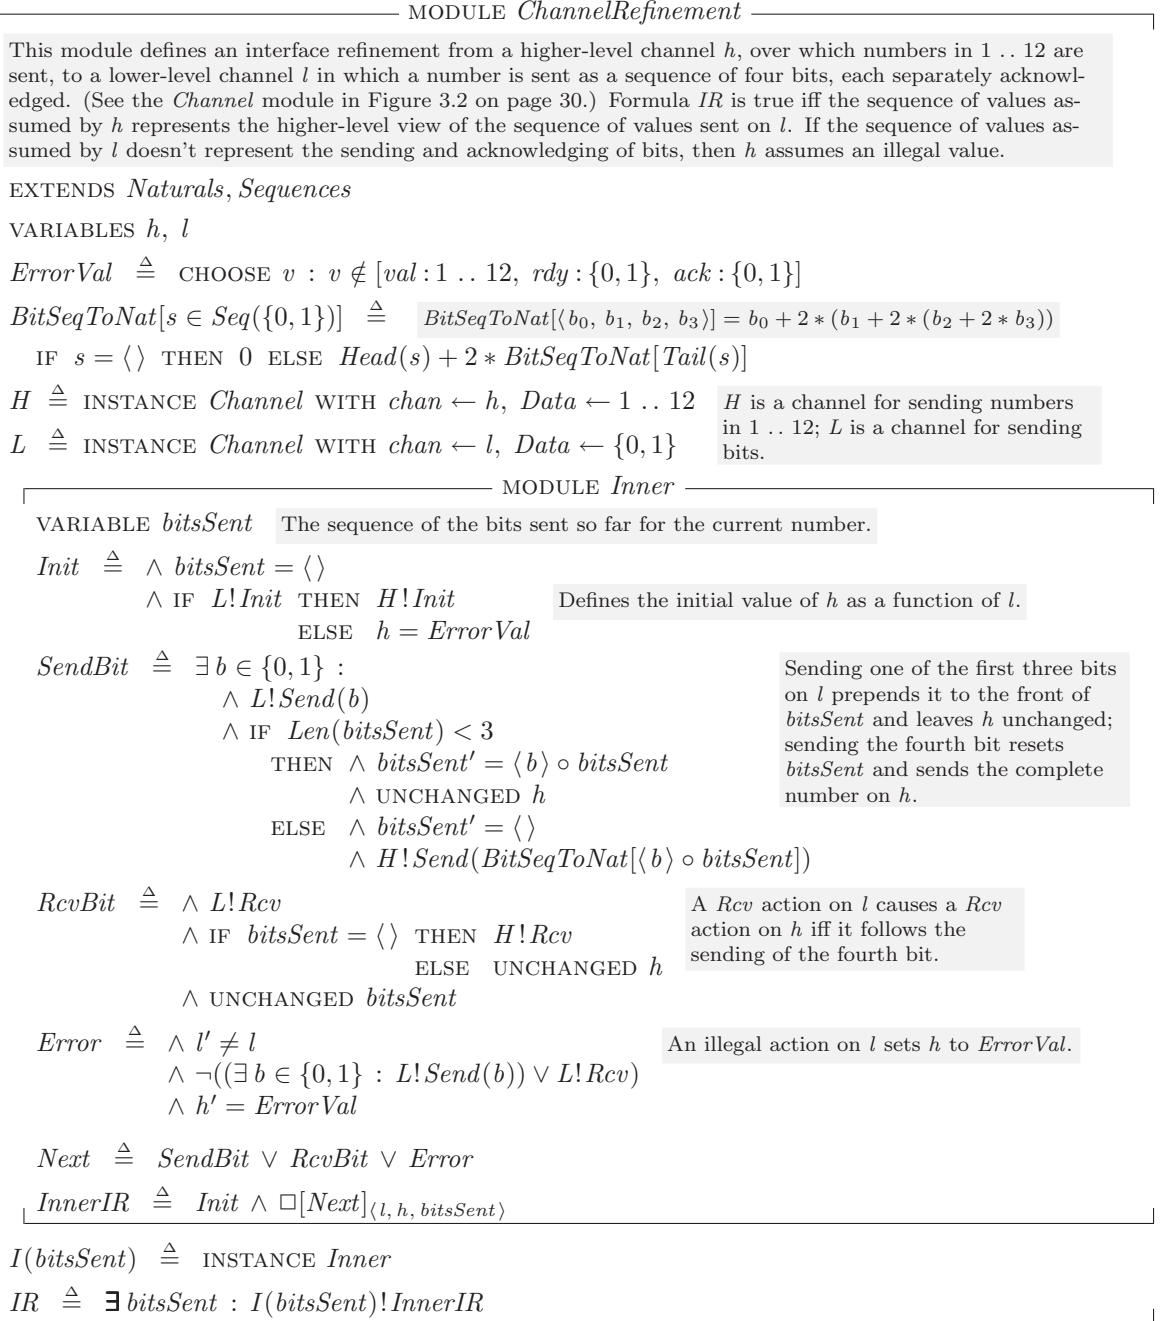 MODULE ChannelRefinement
This module defines an interface refinement from a higher-level channel h, over which numbers in 1 . . 12 are
sent, to a lower-level channel l in which a number is sent as a sequence of four bits, each separately acknowl-
edged. (See the Channel module in Figure 3.2 on page 30.) Formula IR is true iff the sequence of values as-
sumed by h represents the higher-level view of the sequence of values sent on l. If the sequence of values as-
sumed by l doesn't represent the sending and acknowledging of bits, then h assumes an illegal value.
EXTENDS Naturals, Sequences
VARIABLES h, l
ErrorVal ≜ CHOOSE v : v ∉ [val : 1 . . 12, rdy : {0, 1}, ack : {0, 1}]
BitSeqToNat[s ∈ Seq({0, 1})] ≜ BitSeqToNat[⟨b₀, b₁, b₂, b₃⟩] = b₀ + 2 * (b₁ + 2 * (b₂ + 2 * b₃))
IF s = ⟨ ⟩ THEN 0 ELSE Head(s) + 2 * BitSeqToNat[Tail(s)]
H ≜ INSTANCE Channel WITH chan ← h, Data ← 1 . . 12
L ≜ INSTANCE Channel WITH chan ← l, Data ← {0, 1}
H is a channel for sending numbers
in 1 . . 12; L is a channel for sending
bits.
MODULE Inner
VARIABLE bitsSent The sequence of the bits sent so far for the current number.
Init ≜ ∧ bitsSent = ⟨ ⟩
∧ IF L!Init THEN H!Init Defines the initial value of h as a function of l.
ELSE h = ErrorVal
SendBit ≜ ∃ b ∈ {0, 1} :
∧ L!Send(b)
∧ IF Len(bitsSent) < 3
THEN ∧ bitsSent′ = ⟨b⟩ ∘ bitsSent
∧ UNCHANGED h
ELSE ∧ bitsSent′ = ⟨ ⟩
∧ H!Send(BitSeqToNat[⟨b⟩ ∘ bitsSent])
Sending one of the first three bits
on l prepends it to the front of
bitsSent and leaves h unchanged;
sending the fourth bit resets
bitsSent and sends the complete
number on h.
RcvBit ≜ ∧ L!Rcv
∧ IF bitsSent = ⟨ ⟩ THEN H!Rcv
ELSE UNCHANGED h
∧ UNCHANGED bitsSent
A Rcv action on l causes a Rcv
action on h iff it follows the
sending of the fourth bit.
Error ≜ ∧ l′ ≠ l An illegal action on l sets h to ErrorVal.
∧ ¬((∃ b ∈ {0, 1} : L!Send(b)) ∨ L!Rcv)
∧ h′ = ErrorVal
Next ≜ SendBit ∨ RcvBit ∨ Error
InnerIR ≜ Init ∧ □[Next]⟨l, h, bitsSent⟩
I(bitsSent) ≜ INSTANCE Inner
IR ≜ ∃ bitsSent : I(bitsSent)!InnerIR